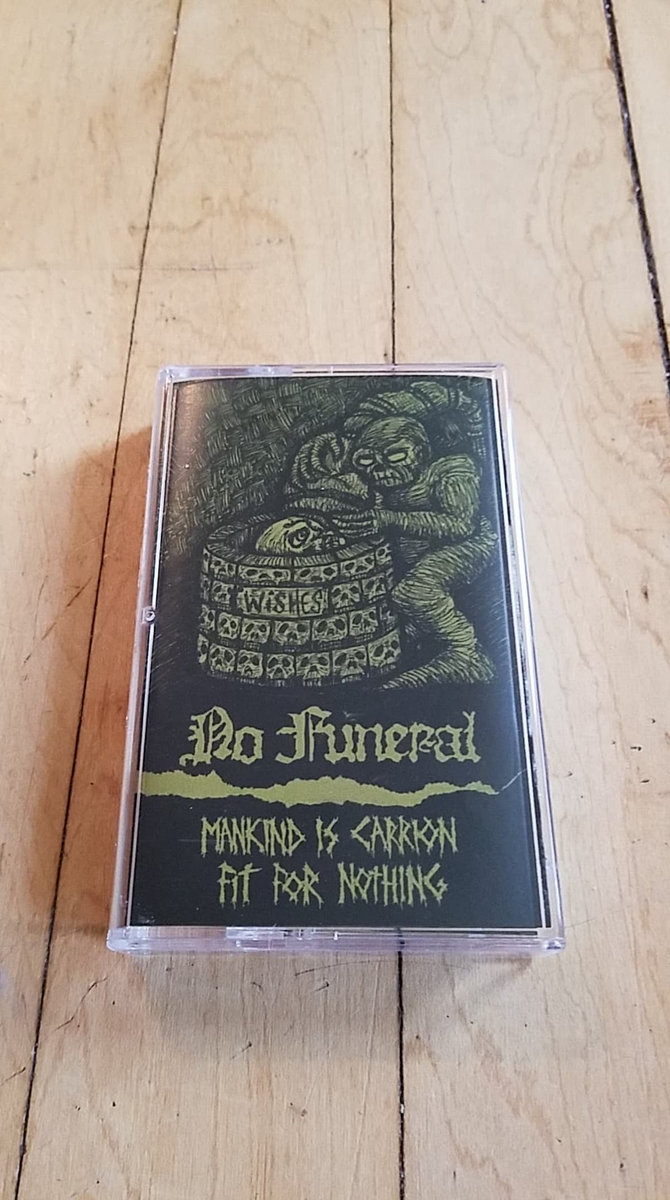 WiSHES
No Funeral
MANKIND IS CARRION
FIT FOR NOTHING